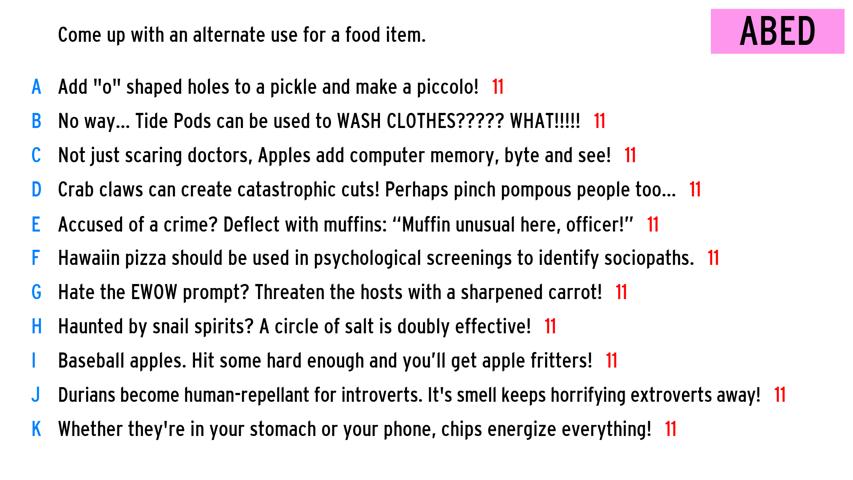 Come up with an alternate use for a food item.
ABED
A Add "o" shaped holes to a pickle and make a piccolo! 11
B No way... Tide Pods can be used to WASH CLOTHES????? WHAT!!!!! 11
C Not just scaring doctors, Apples add computer memory, byte and see! 11
D Crab claws can create catastrophic cuts! Perhaps pinch pompous people too... 11
E Accused of a crime? Deflect with muffins: “Muffin unusual here, officer!” 11
F Hawaiin pizza should be used in psychological screenings to identify sociopaths. 11
G Hate the EWOW prompt? Threaten the hosts with a sharpened carrot! 11
H Haunted by snail spirits? A circle of salt is doubly effective! 11
I Baseball apples. Hit some hard enough and you’ll get apple fritters! 11
J Durians become human-repellant for introverts. It's smell keeps horrifying extroverts away! 11
K Whether they're in your stomach or your phone, chips energize everything! 11